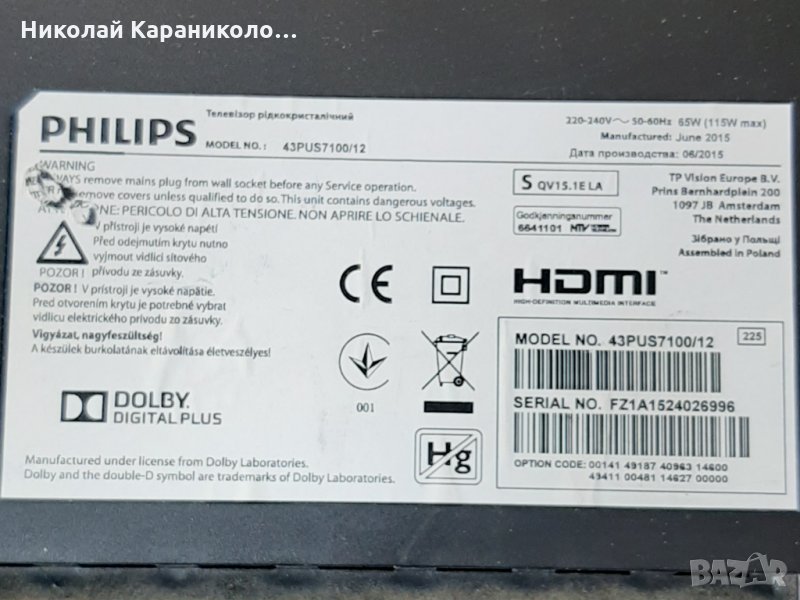 Николай Караниколо...
PHILIPS
Телевізор рідкокристалічний
MODEL NO.: 43PUS7100/12
220-240V~ 50-60Hz 65W (115W max)
Manufactured: June 2015
Дата производства: 06/2015
WARNING
remove mains plug from wall socket before any Service operation.
remove covers unless qualified to do so. This unit contains dangerous voltages.
PERICOLO DI ALTA TENSIONE. NON APRIRE LO SCHIENALE.
V přístroji je vysoké napětí
Před odejmutím krytu nutno
vyjmout vidlici síťového
přívodu ze zásuvky.
POZOR! V prístroji je vysoké napätie.
Pred otvorením krytu je potrebné vybrat
vidlicu elektrického prívodu zo zásuvky.
Vigyázat, nagyfeszültség!
A készülek burkolatának eltávolítása életveszélyes!
S QV15.1E LA
Godkjenningsnummer
6641101
TP Vision Europe B.V.
Prins Bernhardplein 200
1097 JB Amsterdam
The Netherlands
Зібрано у Польщі
Assembled in Poland
CE
HDMI™
HIGH-DEFINITION MULTIMEDIA INTERFACE
001
Hg
DOLBY
DIGITAL PLUS
Manufactured under license from Dolby Laboratories.
Dolby and the double-D symbol are trademarks of Dolby Laboratories.
MODEL NO. 43PUS7100/12
225
SERIAL NO. FZ1A1524026996
OPTION CODE: 00141 49187 40963 14600
49411 00481 14627 00000
BAZAR